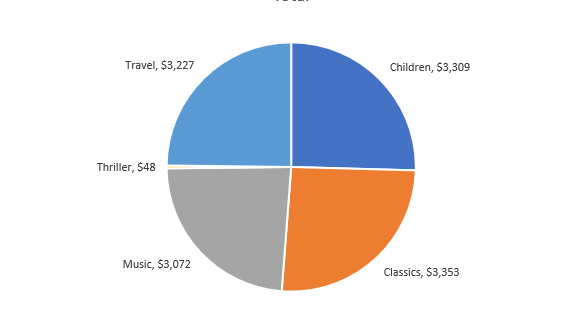 Travel, $3,227
Children, $3,309
Thriller, $48
Music, $3,072
Classics, $3,353